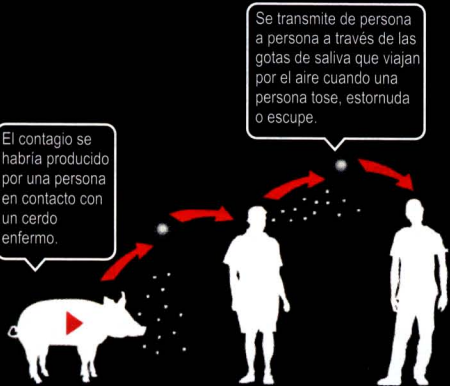 Se transmite de persona
a persona a través de las
gotas de saliva que viajan
por el aire cuando una
persona tose, estornuda
o escupe.
El contagio se
habría producido
por una persona
en contacto con
un cerdo
enfermo.